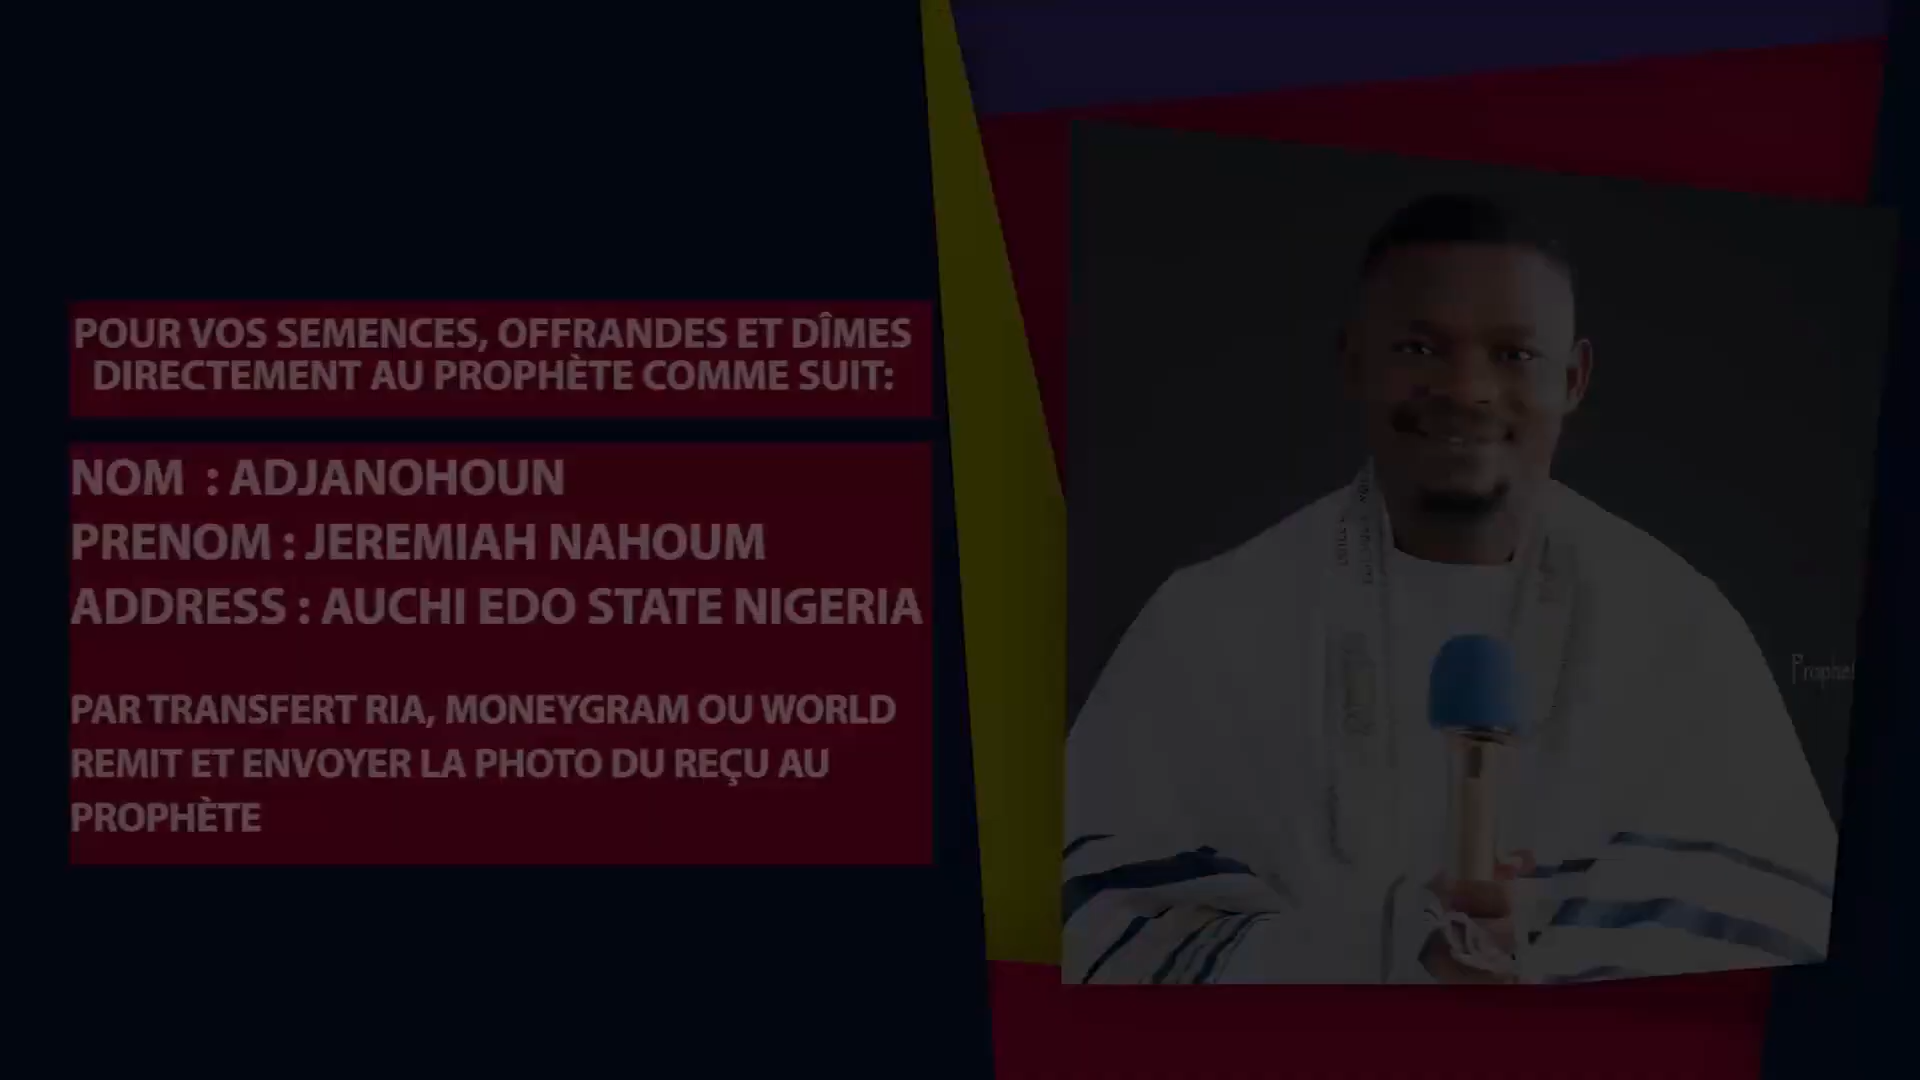 POUR VOS SEMENCES, OFFRANDES ET DÎMES
DIRECTEMENT AU PROPHÈTE COMME SUIT:
NOM : ADJANOHOUN
PRENOM : JEREMIAH NAHOUM
ADDRESS : AUCHI EDO STATE NIGERIA
PAR TRANSFERT RIA, MONEYGRAM OU WORLD
REMIT ET ENVOYER LA PHOTO DU REÇU AU
PROPHÈTE
Prophet